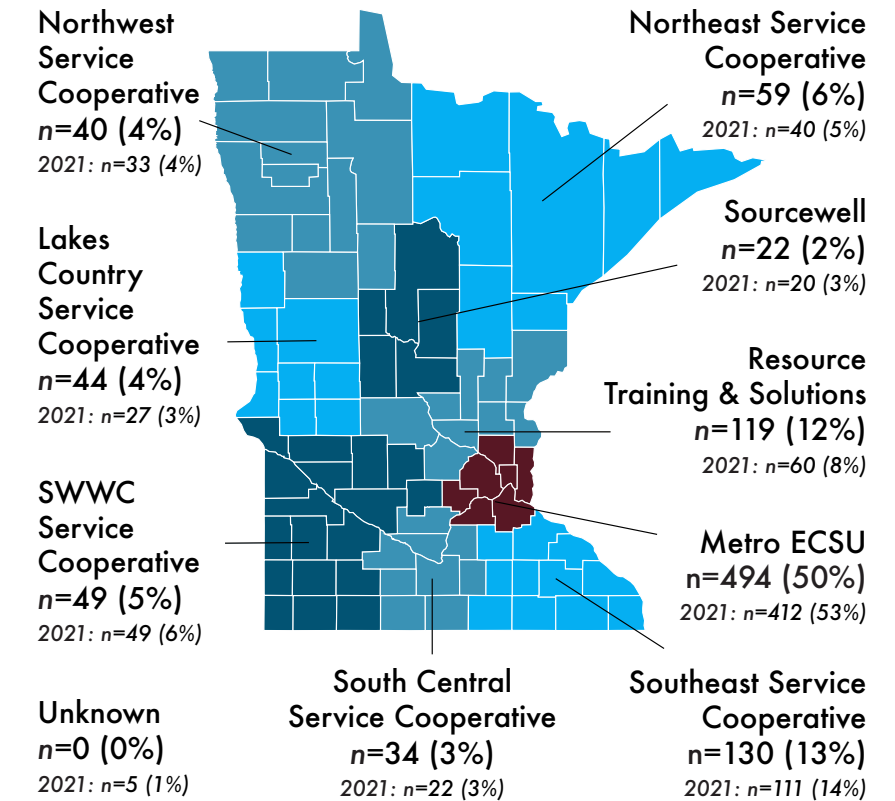 Northwest
Service
Cooperative
n=40 (4%)
2021: n=33 (4%)
Northeast Service
Cooperative
n=59 (6%)
2021: n=40 (5%)
Sourcewell
n=22 (2%)
2021: n=20 (3%)
Lakes
Country
Service
Cooperative
n=44 (4%)
2021: n=27 (3%)
Resource
Training & Solutions
n=119 (12%)
2021: n=60 (8%)
SWWC
Service
Cooperative
n=49 (5%)
2021: n=49 (6%)
Metro ECSU
n=494 (50%)
2021: n=412 (53%)
Unknown
n=0 (0%)
2021: n=5 (1%)
South Central
Service Cooperative
n=34 (3%)
2021: n=22 (3%)
Southeast Service
Cooperative
n=130 (13%)
2021: n=111 (14%)